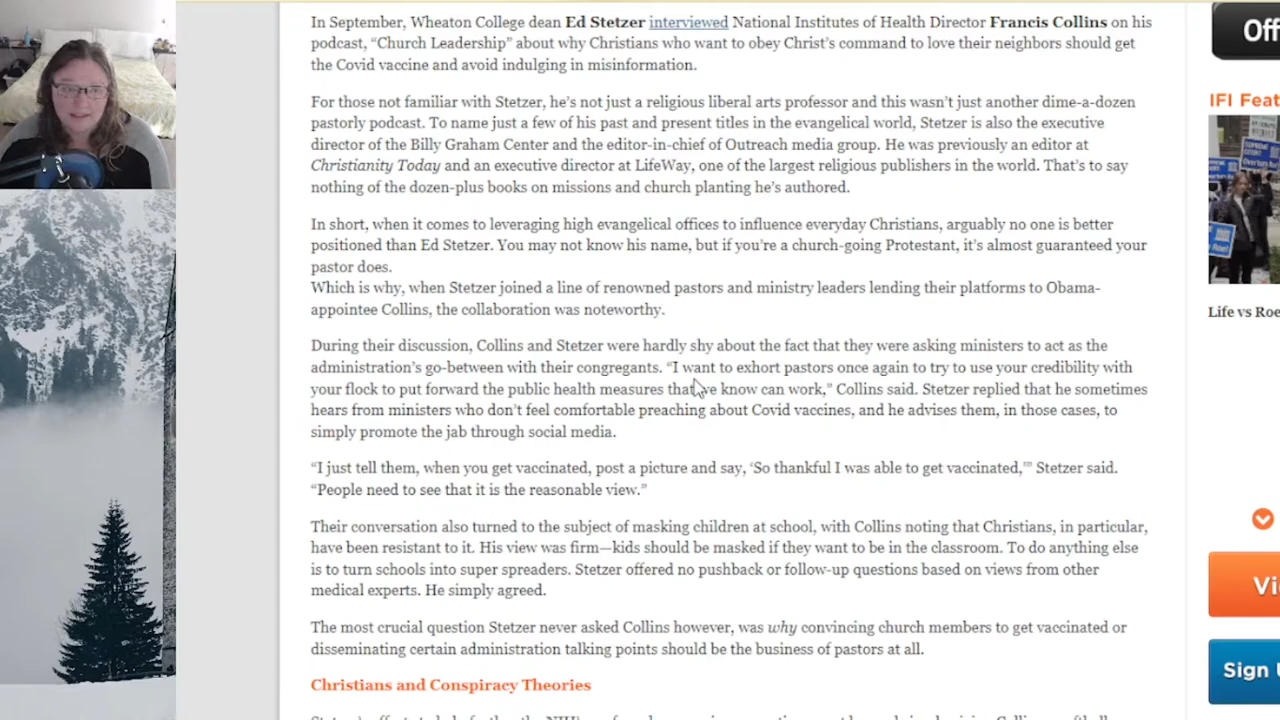 In September, Wheaton College dean Ed Stetzer interviewed National Institutes of Health Director Francis Collins on his
podcast, “Church Leadership” about why Christians who want to obey Christ’s command to love their neighbors should get
the Covid vaccine and avoid indulging in misinformation.
For those not familiar with Stetzer, he’s not just a religious liberal arts professor and this wasn’t just another dime-a-dozen
pastorly podcast. To name just a few of his past and present titles in the evangelical world, Stetzer is also the executive
director of the Billy Graham Center and the editor-in-chief of Outreach media group. He was previously an editor at
Christianity Today and an executive director at LifeWay, one of the largest religious publishers in the world. That’s to say
nothing of the dozen-plus books on missions and church planting he’s authored.
In short, when it comes to leveraging high evangelical offices to influence everyday Christians, arguably no one is better
positioned than Ed Stetzer. You may not know his name, but if you’re a church-going Protestant, it’s almost guaranteed your
pastor does.
Which is why, when Stetzer joined a line of renowned pastors and ministry leaders lending their platforms to Obama-
appointee Collins, the collaboration was noteworthy.
During their discussion, Collins and Stetzer were hardly shy about the fact that they were asking ministers to act as the
administration’s go-between with their congregants. “I want to exhort pastors once again to try to use your credibility with
your flock to put forward the public health measures that we know can work,” Collins said. Stetzer replied that he sometimes
hears from ministers who don’t feel comfortable preaching about Covid vaccines, and he advises them, in those cases, to
simply promote the jab through social media.
“I just tell them, when you get vaccinated, post a picture and say, ‘So thankful I was able to get vaccinated,’” Stetzer said.
“People need to see that it is the reasonable view.”
Their conversation also turned to the subject of masking children at school, with Collins noting that Christians, in particular,
have been resistant to it. His view was firm—kids should be masked if they want to be in the classroom. To do anything else
is to turn schools into super spreaders. Stetzer offered no pushback or follow-up questions based on views from other
medical experts. He simply agreed.
The most crucial question Stetzer never asked Collins however, was why convincing church members to get vaccinated or
disseminating certain administration talking points should be the business of pastors at all.
Christians and Conspiracy Theories
Off
IFI Feat
Life vs Roe
Vi
Sign U